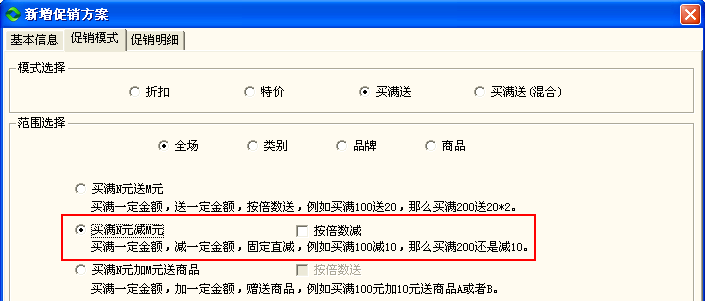 新增促销方案
基本信息 促销模式 促销明细
模式选择
折扣 特价 买满送 买满送(混合)
范围选择
全场 类别 品牌 商品
买满N元送M元
买满一定金额，送一定金额，按倍数送，例如买满100送20，那么买满200送20*2。
买满N元减M元 按倍数减
买满一定金额，减一定金额，固定直减，例如买满100减10，那么买满200还是减10。
买满N元加M元送商品 按倍数送
买满一定金额，加一定金额，赠送商品，例如买满100元加10元送商品A或者B。